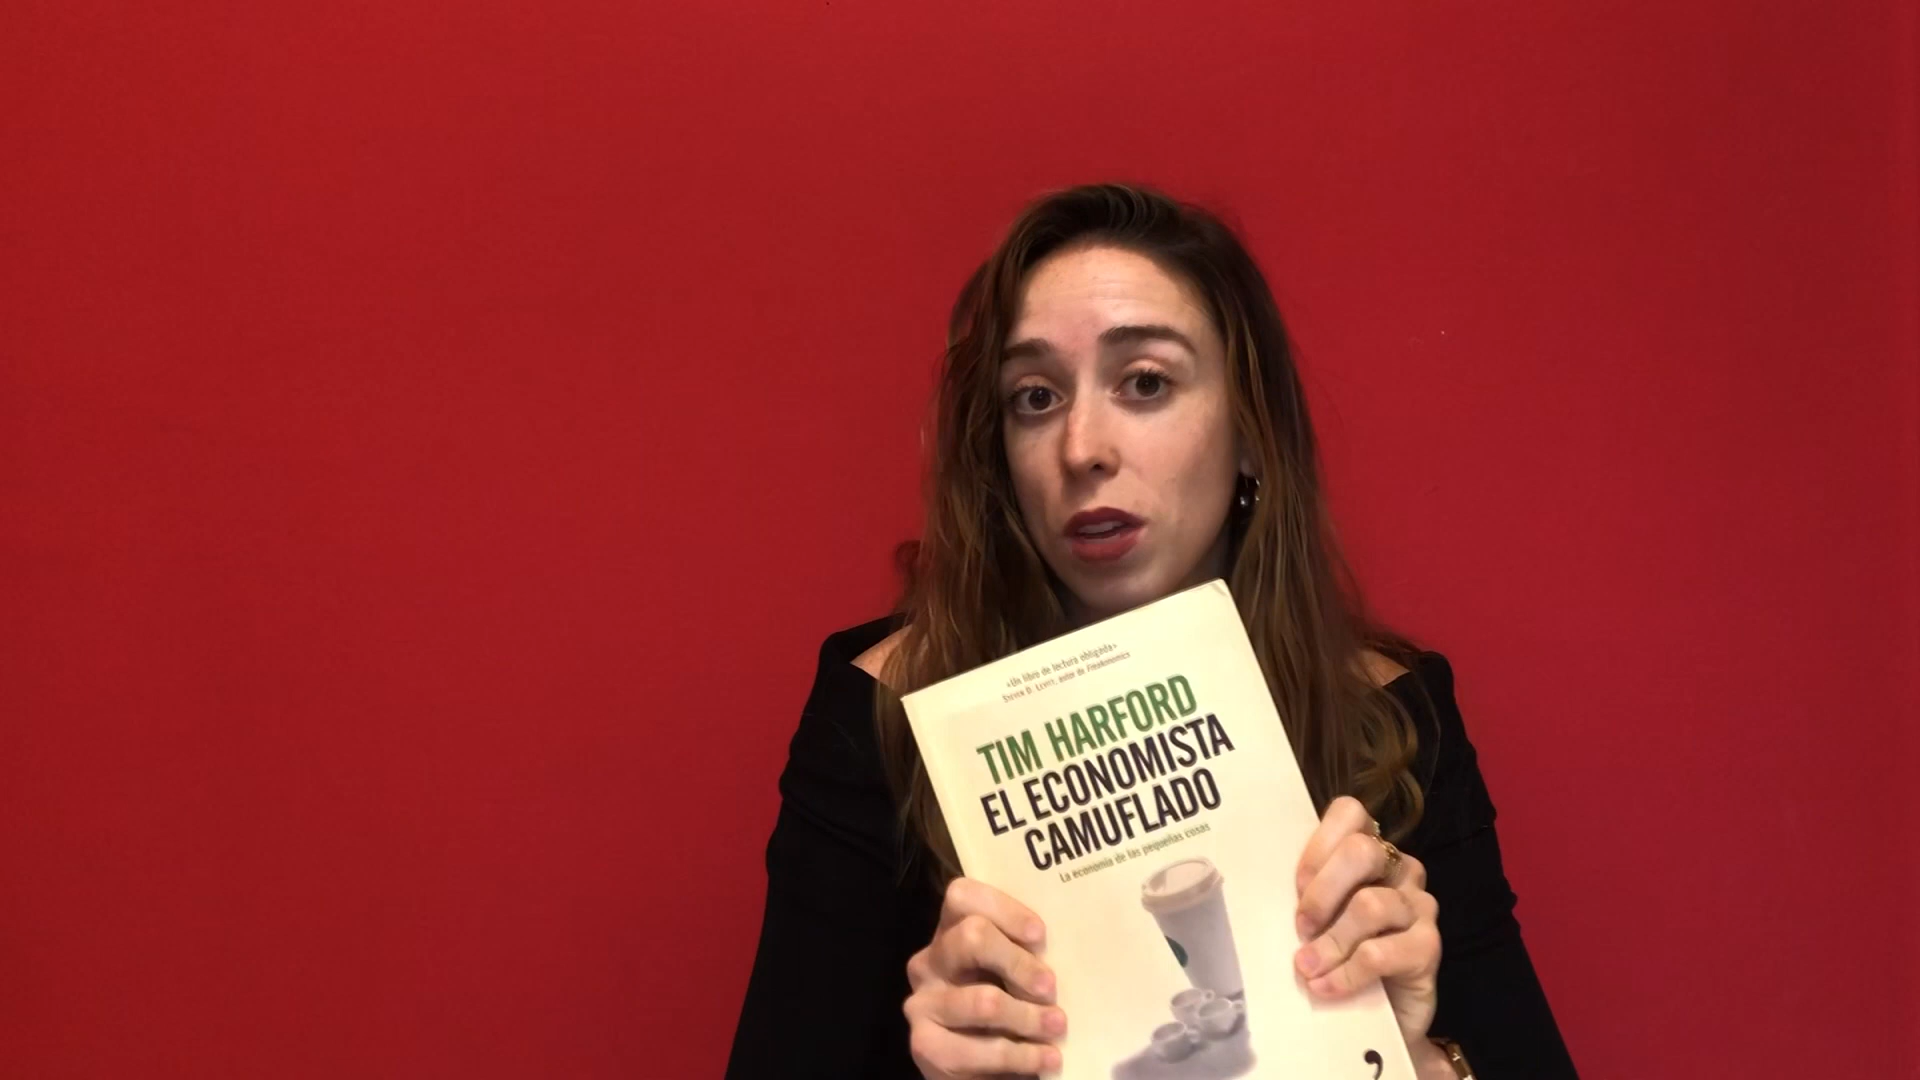 «Un libro de lectura obligada»
STEVEN D. LEVITT, autor de Freakonomics
TIM HARFORD
EL ECONOMISTA
CAMUFLADO
La economía de las pequeñas cosas